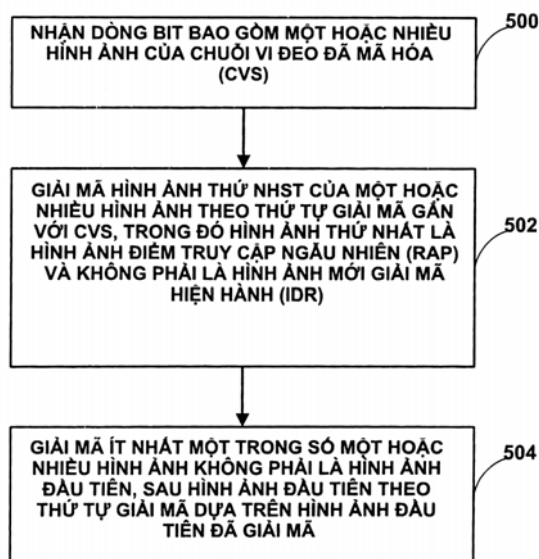 NHẬN DÒNG BIT BAO GỒM MỘT HOẶC NHIỀU
HÌNH ẢNH CỦA CHUỖI VI ĐEO ĐÃ MÃ HÓA
(CVS)
500
GIẢI MÃ HÌNH ẢNH THỨ NHST CỦA MỘT HOẶC
NHIỀU HÌNH ẢNH THEO THỨ TỰ GIẢI MÃ GẮN
VỚI CVS, TRONG ĐÓ HÌNH ẢNH THỨ NHẤT LÀ
HÌNH ẢNH ĐIỂM TRUY CẬP NGẪU NHIÊN (RAP)
VÀ KHÔNG PHẢI LÀ HÌNH ẢNH MỚI GIẢI MÃ
HIỆN HÀNH (IDR)
502
GIẢI MÃ ÍT NHẤT MỘT TRONG SỐ MỘT HOẶC
NHIỀU HÌNH ẢNH KHÔNG PHẢI LÀ HÌNH ẢNH
ĐẦU TIÊN, SAU HÌNH ẢNH ĐẦU TIÊN THEO
THỨ TỰ GIẢI MÃ DỰA TRÊN HÌNH ẢNH ĐẦU
TIÊN ĐÃ GIẢI MÃ
504